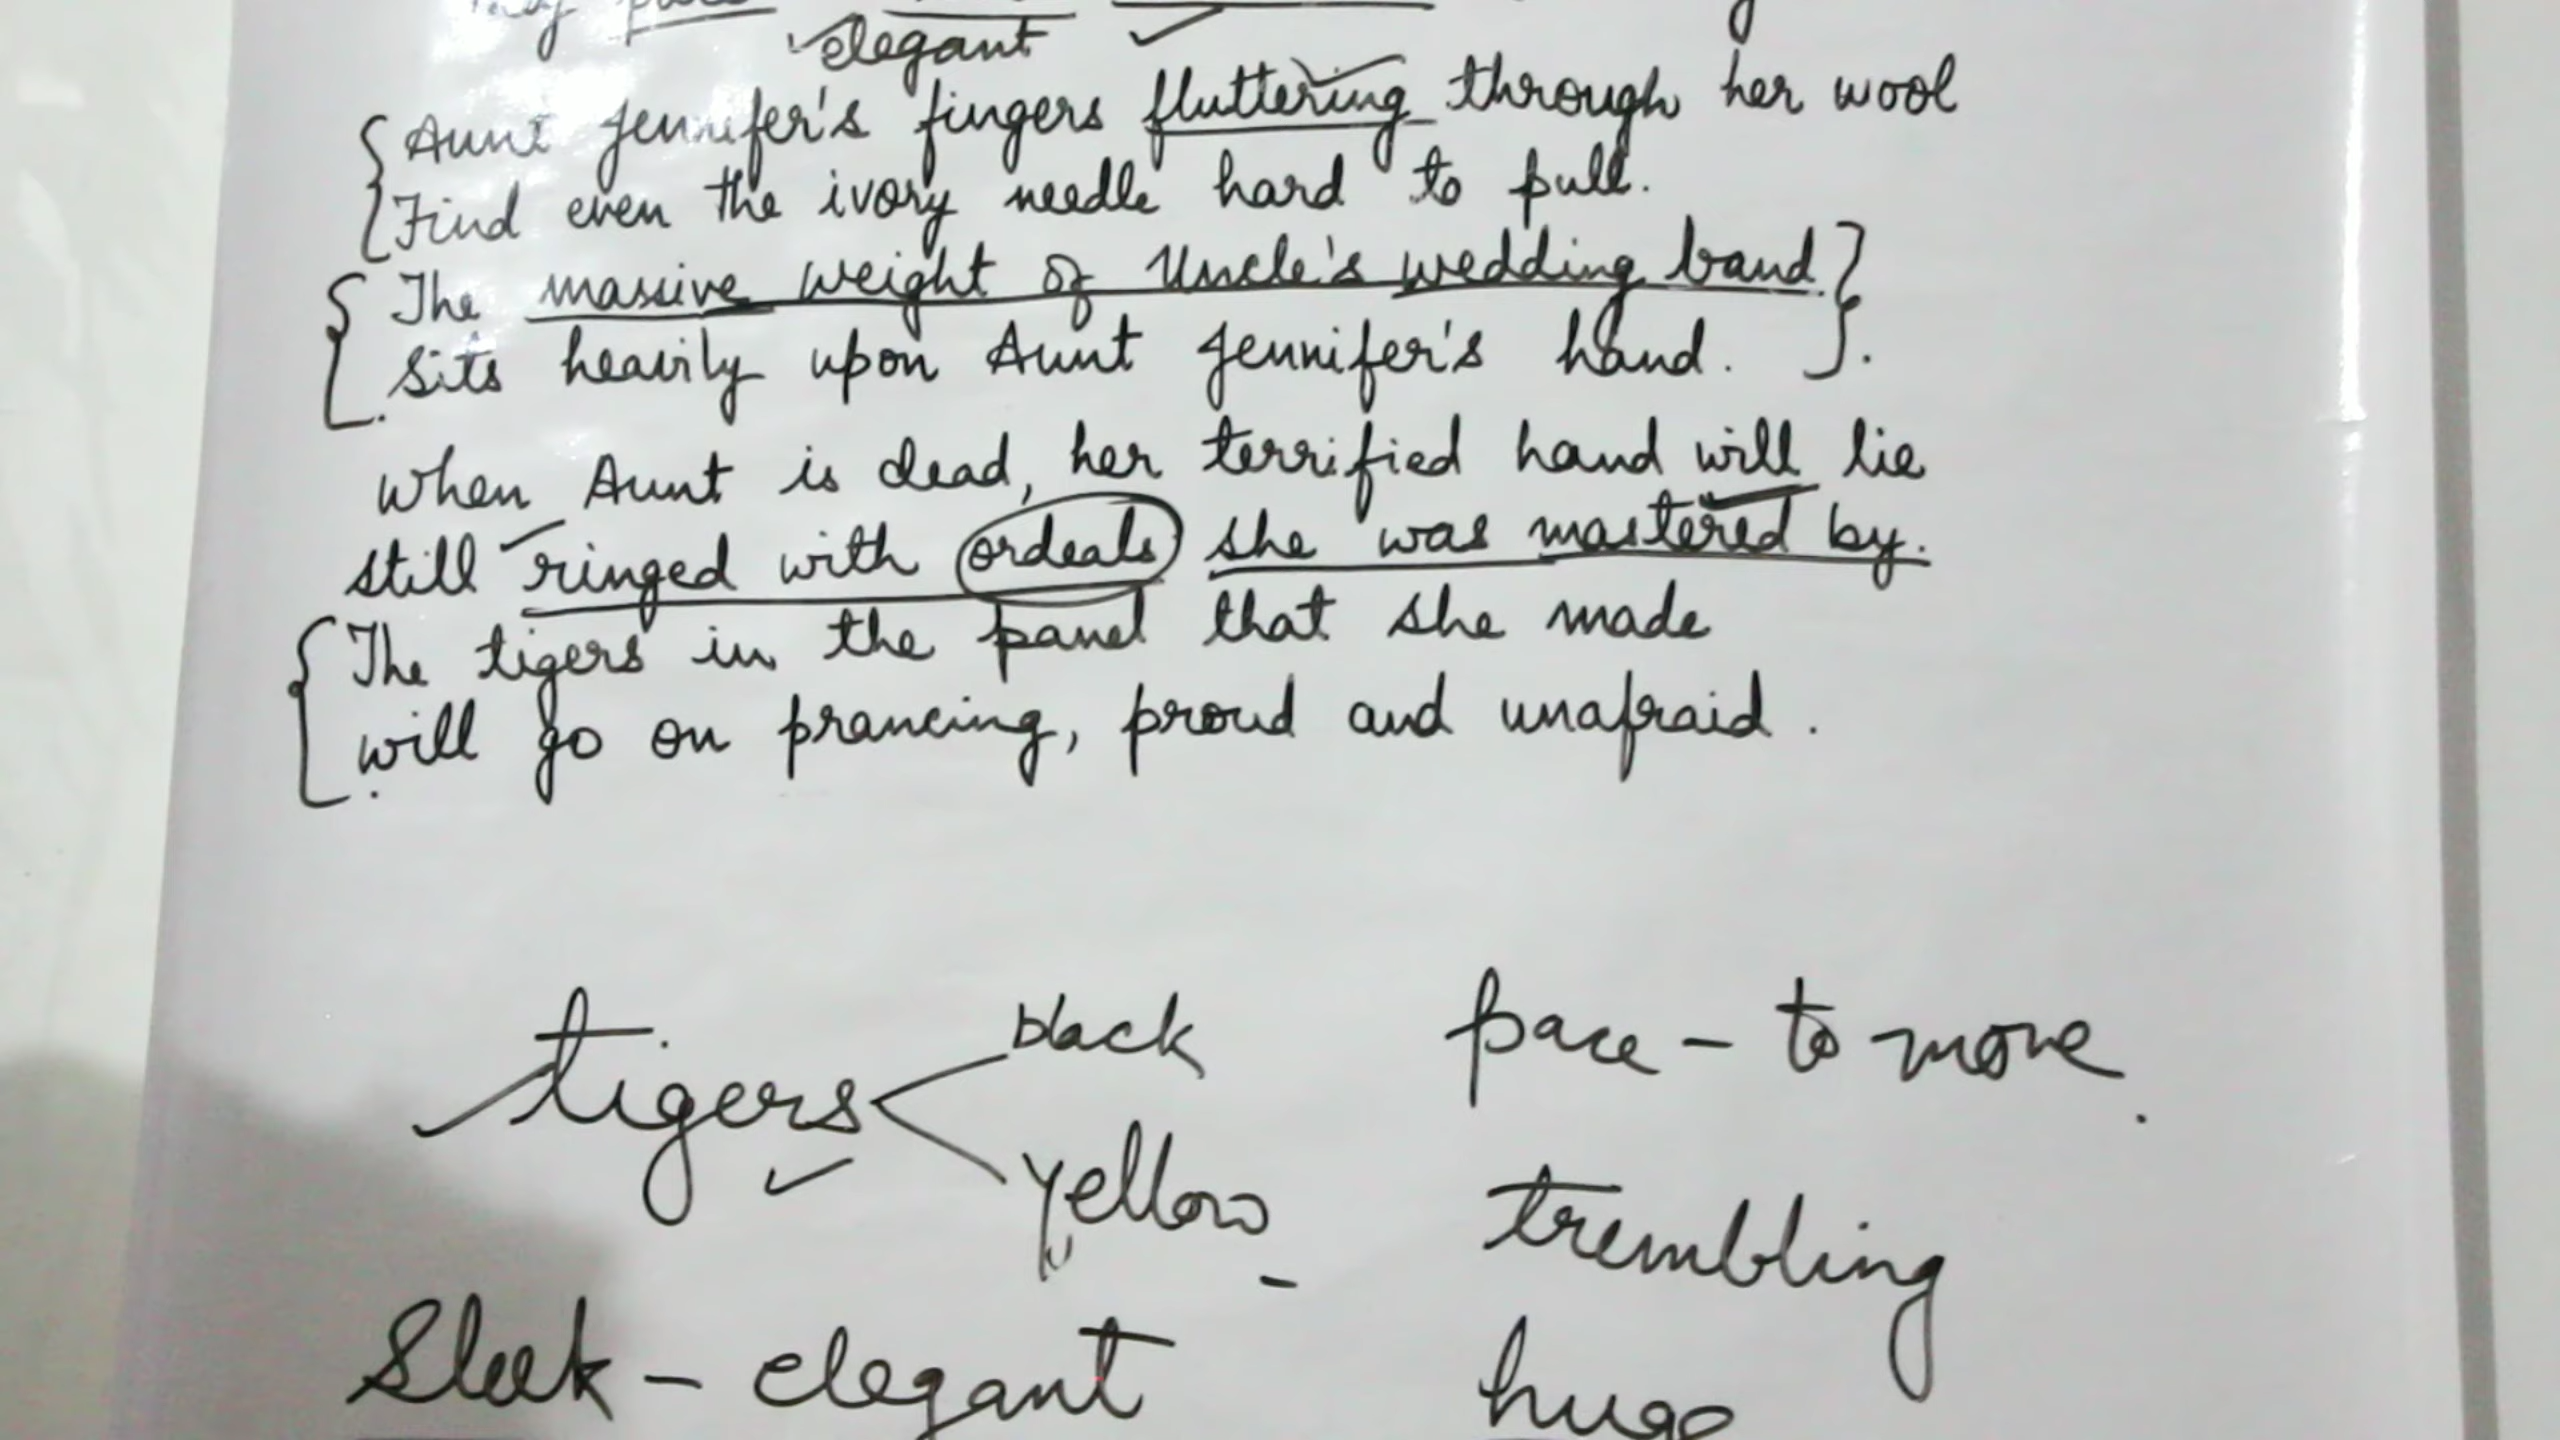 They pace
elegant
Aunt Jennifer's fingers fluttering through her wool
Find even the ivory needle hard to pull.
The massive weight of Uncle's wedding band
Sits heavily upon Aunt Jennifer's hand.
When Aunt is dead, her terrified hand will lie
still ringed with ordeals she was mastered by.
The tigers in the panel that she made
will go on prancing, proud and unafraid.
tigers black pace - to move
yellow trembling
Sleek - elegant huge